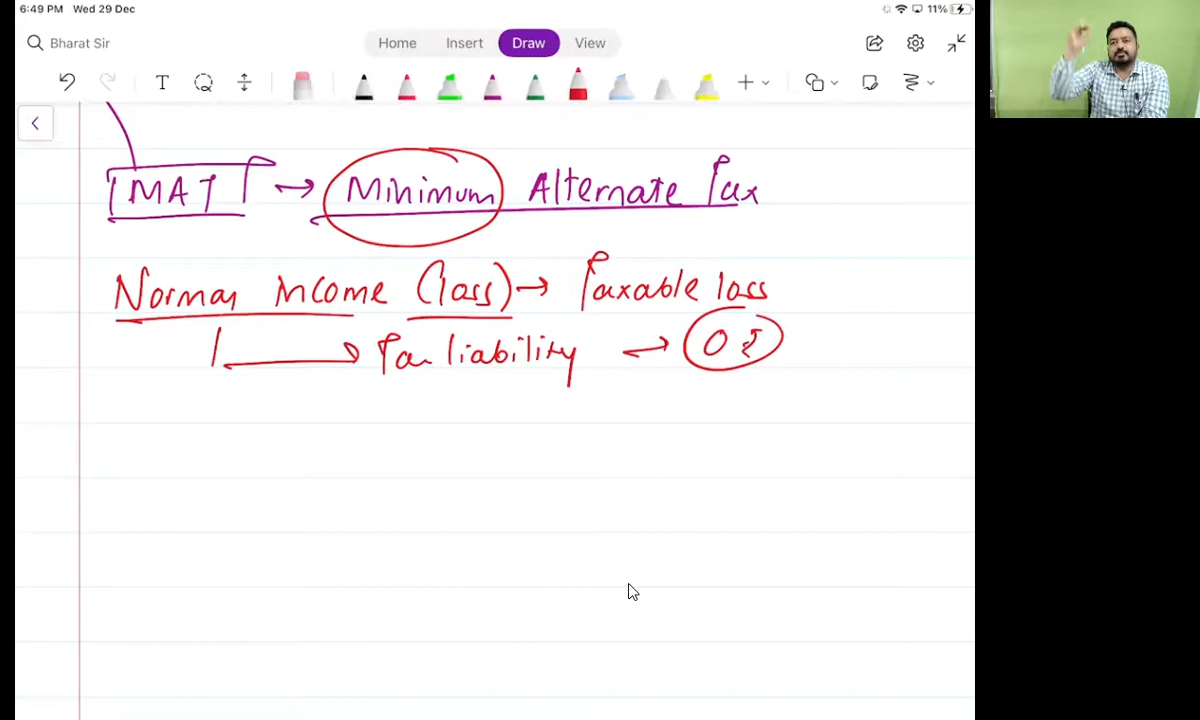 6:49 PM Wed 29 Dec 11%
Bharat Sir Home Insert Draw View
T
MAT → Minimum Alternate Tax
Normal income (loss) → Taxable loss
Tax liability → 0 ₹